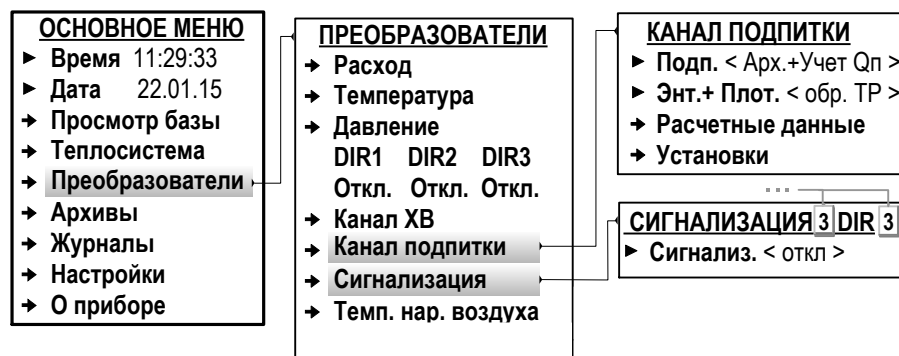 ОСНОВНОЕ МЕНЮ
Время 11:29:33
Дата 22.01.15
Просмотр базы
Теплосистема
Преобразователи
Архивы
Журналы
Настройки
О приборе
ПРЕОБРАЗОВАТЕЛИ
Расход
Температура
Давление
DIR1 DIR2 DIR3
Откл. Откл. Откл.
Канал ХВ
Канал подпитки
Сигнализация
Темп. нар. воздуха
КАНАЛ ПОДПИТКИ
Подп. < Арх.+Учет Qп >
Энт.+ Плот. < обр. ТР >
Расчетные данные
Установки
...
СИГНАЛИЗАЦИЯ 3 DIR 3
Сигнализ. < откл >